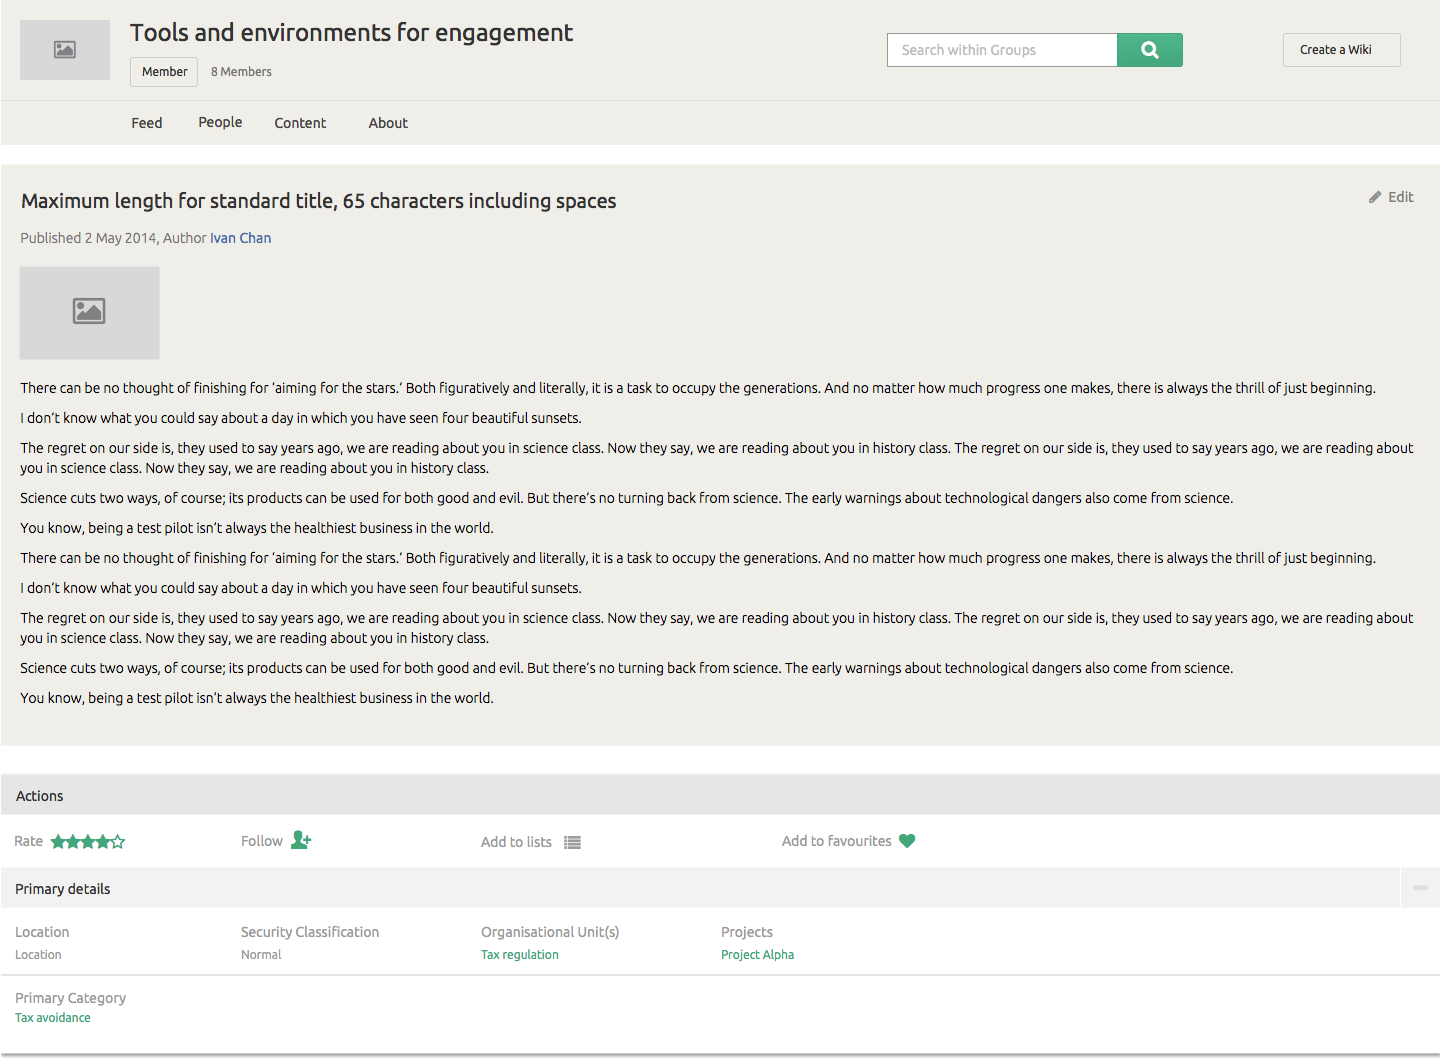 Tools and environments for engagement
Search within Groups
Create a Wiki
Member
8 Members
Feed
People
Content
About
Maximum length for standard title, 65 characters including spaces
Edit
Published 2 May 2014, Author Ivan Chan
There can be no thought of finishing for ‘aiming for the stars.’ Both figuratively and literally, it is a task to occupy the generations. And no matter how much progress one makes, there is always the thrill of just beginning.
I don’t know what you could say about a day in which you have seen four beautiful sunsets.
The regret on our side is, they used to say years ago, we are reading about you in science class. Now they say, we are reading about you in history class. The regret on our side is, they used to say years ago, we are reading about
you in science class. Now they say, we are reading about you in history class.
Science cuts two ways, of course; its products can be used for both good and evil. But there’s no turning back from science. The early warnings about technological dangers also come from science.
You know, being a test pilot isn’t always the healthiest business in the world.
There can be no thought of finishing for ‘aiming for the stars.’ Both figuratively and literally, it is a task to occupy the generations. And no matter how much progress one makes, there is always the thrill of just beginning.
I don’t know what you could say about a day in which you have seen four beautiful sunsets.
The regret on our side is, they used to say years ago, we are reading about you in science class. Now they say, we are reading about you in history class. The regret on our side is, they used to say years ago, we are reading about
you in science class. Now they say, we are reading about you in history class.
Science cuts two ways, of course; its products can be used for both good and evil. But there’s no turning back from science. The early warnings about technological dangers also come from science.
You know, being a test pilot isn’t always the healthiest business in the world.
Actions
Rate
Follow
Add to lists
Add to favourites
Primary details
Location
Location
Security Classification
Normal
Organisational Unit(s)
Tax regulation
Projects
Project Alpha
Primary Category
Tax avoidance